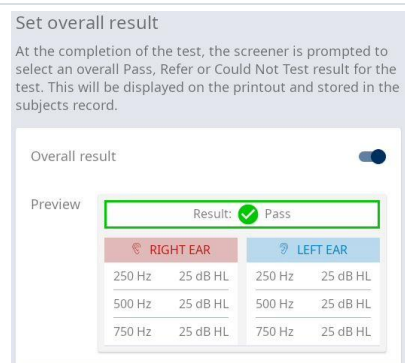 Set overall result
At the completion of the test, the screener is prompted to
select an overall Pass, Refer or Could Not Test result for the
test. This will be displayed on the printout and stored in the
subjects record.
Overall result
Preview
Result: Pass
RIGHT EAR LEFT EAR
250 Hz 25 dB HL 250 Hz 25 dB HL
500 Hz 25 dB HL 500 Hz 25 dB HL
750 Hz 25 dB HL 750 Hz 25 dB HL